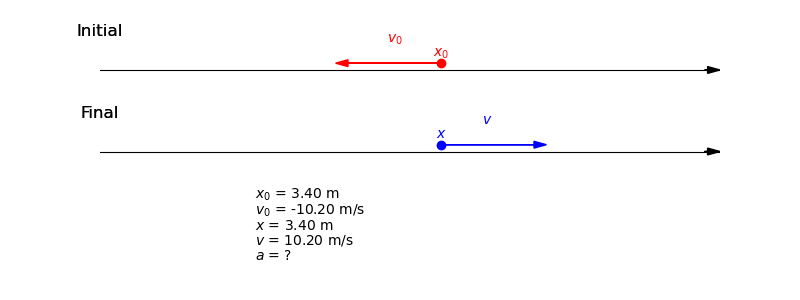 Initial
v₀
x₀
Final
v
x
x₀ = 3.40 m
v₀ = -10.20 m/s
x = 3.40 m
v = 10.20 m/s
a = ?